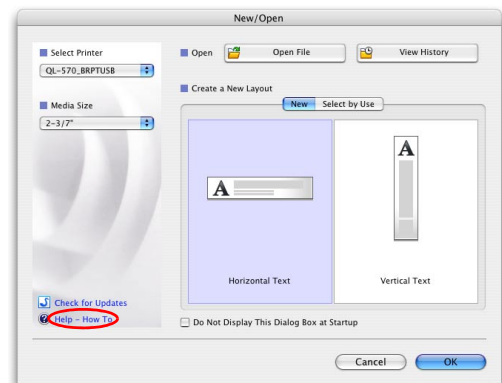 New/Open
Select Printer
QL-570_BRPTUSB
Media Size
2-3/7"
Check for Updates
Help - How To
Open
Open File
View History
Create a New Layout
New
Select by Use
A
A
Horizontal Text
Vertical Text
Do Not Display This Dialog Box at Startup
Cancel
OK